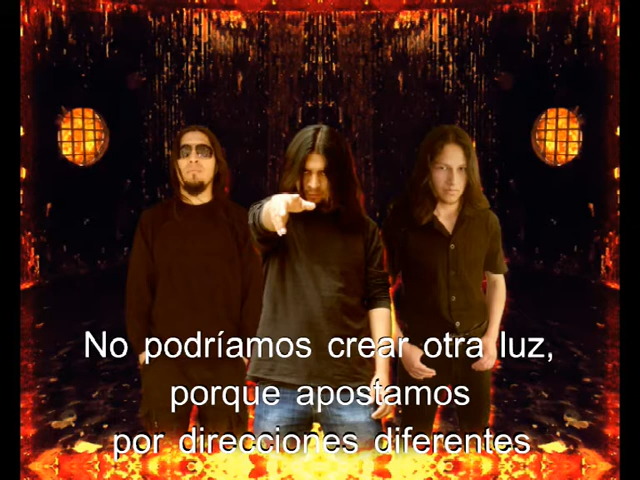 No podríamos crear otra luz,
porque apostamos
por direcciones diferentes